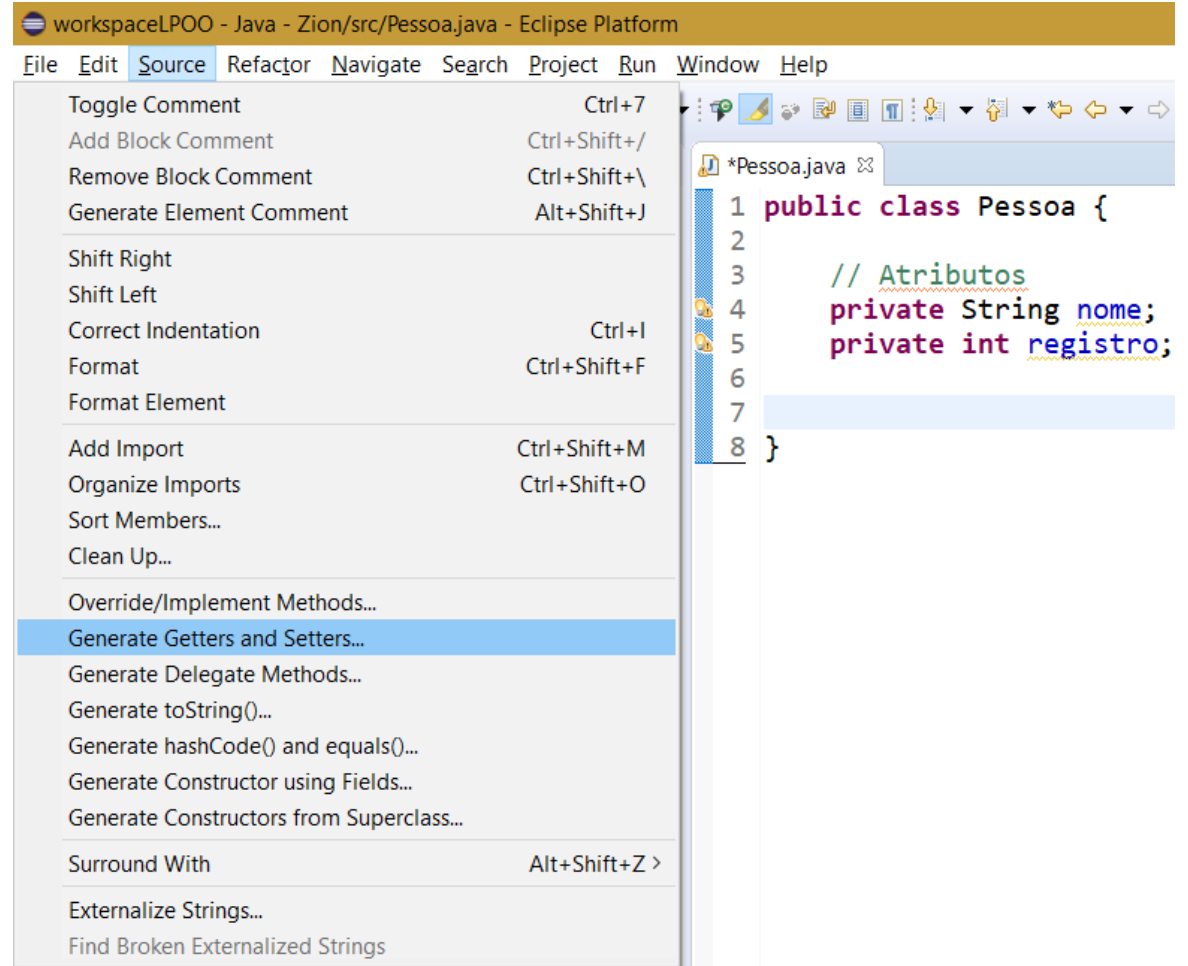 workspaceLPOO - Java - Zion/src/Pessoa.java - Eclipse Platform
File Edit Source Refactor Navigate Search Project Run Window Help
Toggle Comment Ctrl+7
Add Block Comment Ctrl+Shift+/
Remove Block Comment Ctrl+Shift+\
Generate Element Comment Alt+Shift+J
Shift Right
Shift Left
Correct Indentation Ctrl+I
Format Ctrl+Shift+F
Format Element
Add Import Ctrl+Shift+M
Organize Imports Ctrl+Shift+O
Sort Members...
Clean Up...
Override/Implement Methods...
Generate Getters and Setters...
Generate Delegate Methods...
Generate toString()...
Generate hashCode() and equals()...
Generate Constructor using Fields...
Generate Constructors from Superclass...
Surround With Alt+Shift+Z >
Externalize Strings...
Find Broken Externalized Strings
*Pessoa.java
1 public class Pessoa {
2
3 // Atributos
4 private String nome;
5 private int registro;
6
7
8 }